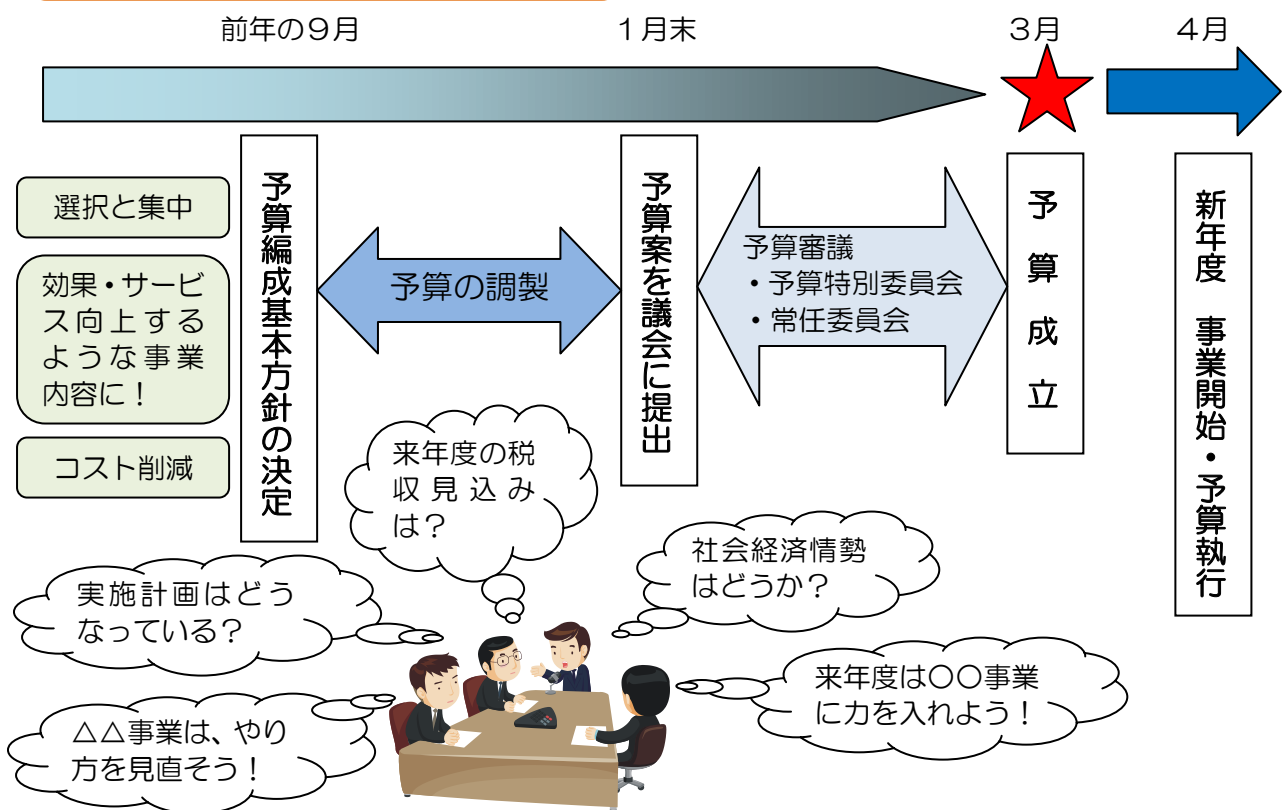 前年の9月
1月末
3月
4月
選択と集中
効果・サービ
ス向上する
ような事業
内容に!
コスト削減
予算編成基本方針の決定
予算の調製
予算案を議会に提出
予算審議
・予算特別委員会
・常任委員会
予算成立
新年度 事業開始・予算執行
来年度の税
収見込み
は?
社会経済情勢
はどうか?
実施計画はどう
なっている?
来年度は〇〇事業
に力を入れよう!
△△事業は、やり
方を見直そう!